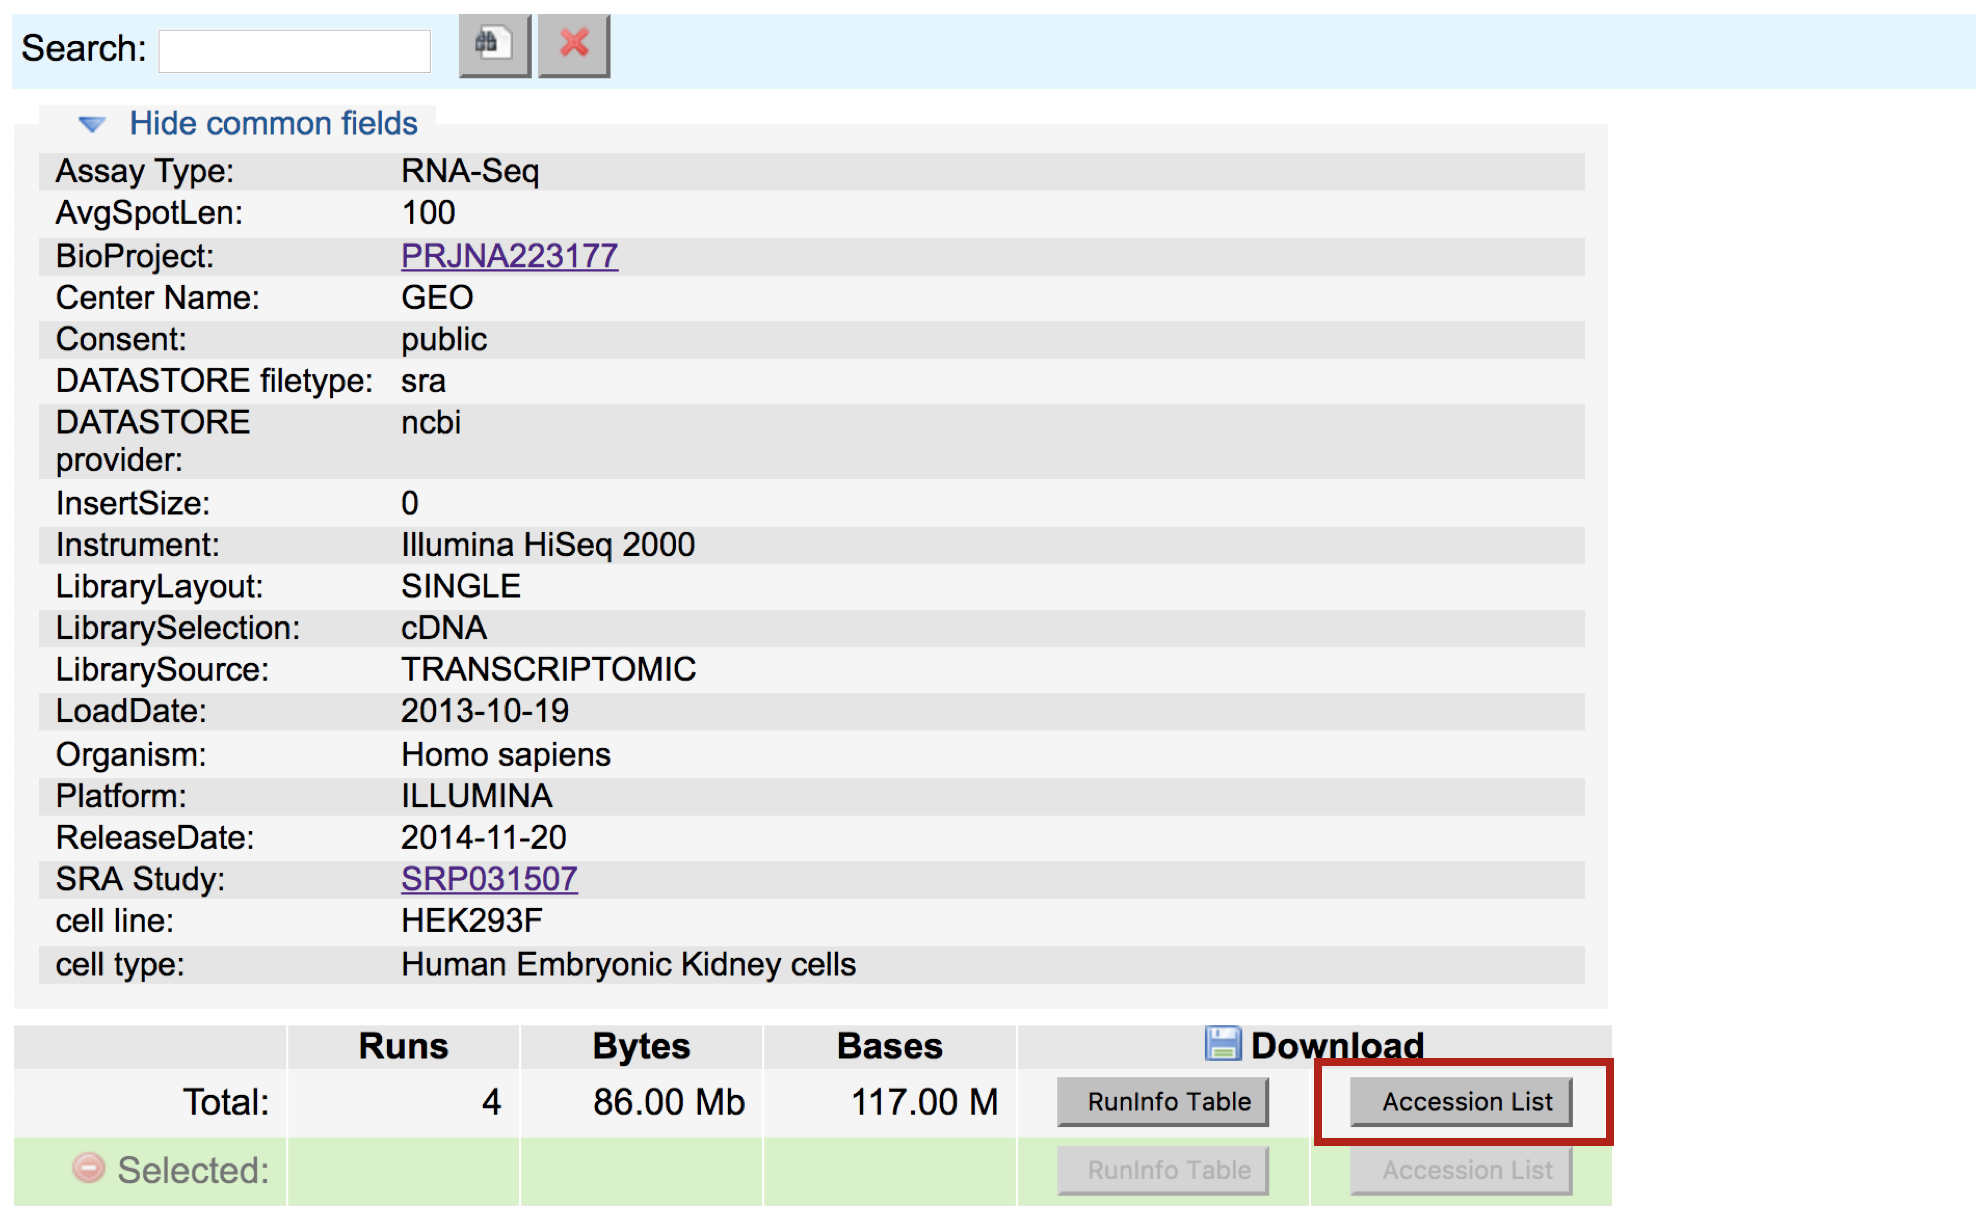 Search:
Hide common fields
Assay Type: RNA-Seq
AvgSpotLen: 100
BioProject: PRJNA223177
Center Name: GEO
Consent: public
DATASTORE filetype: sra
DATASTORE ncbi
provider:
InsertSize: 0
Instrument: Illumina HiSeq 2000
LibraryLayout: SINGLE
LibrarySelection: cDNA
LibrarySource: TRANSCRIPTOMIC
LoadDate: 2013-10-19
Organism: Homo sapiens
Platform: ILLUMINA
ReleaseDate: 2014-11-20
SRA Study: SRP031507
cell line: HEK293F
cell type: Human Embryonic Kidney cells
Runs Bytes Bases Download
Total: 4 86.00 Mb 117.00 M RunInfo Table Accession List
Selected: RunInfo Table Accession List